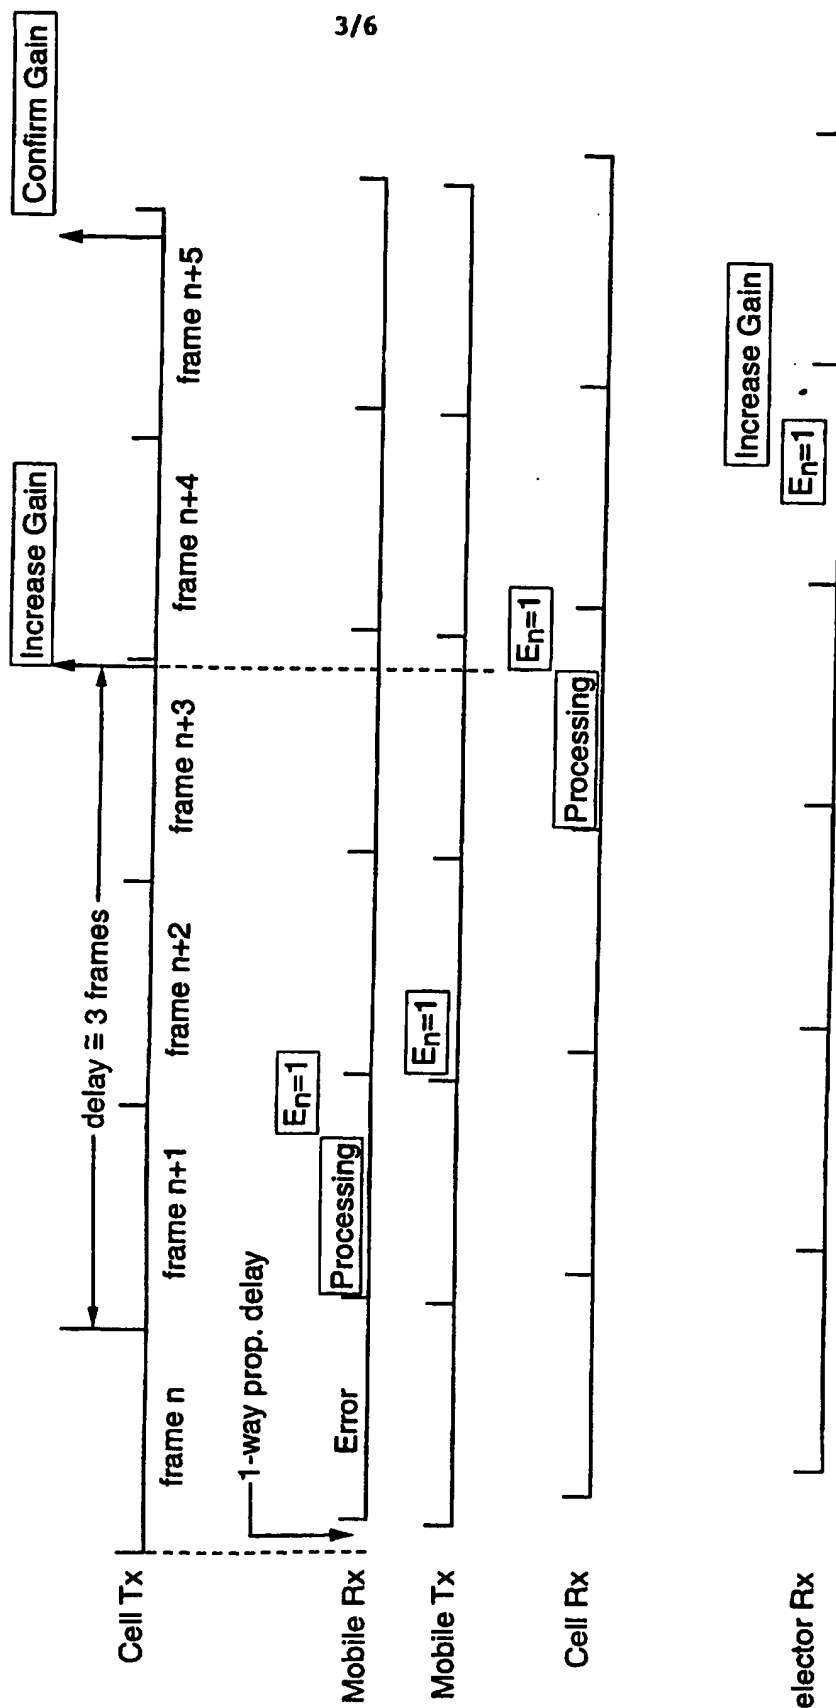 3/6
Increase Gain
Confirm Gain
delay ≅ 3 frames
Cell Tx
frame n
frame n+1
frame n+2
frame n+3
frame n+4
frame n+5
1-way prop. delay
En=1
Mobile Rx
Error
Processing
En=1
Mobile Tx
En=1
Cell Rx
Processing
Increase Gain
En=1
elector Rx